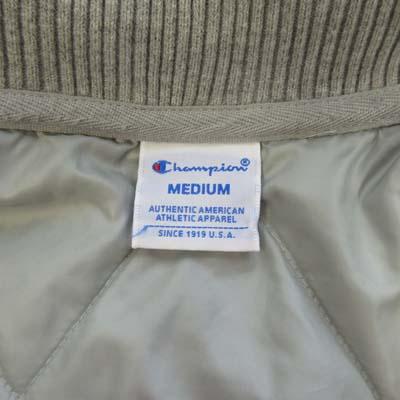 Champion®
MEDIUM
AUTHENTIC AMERICAN
ATHLETIC APPAREL
SINCE 1919 U.S.A.